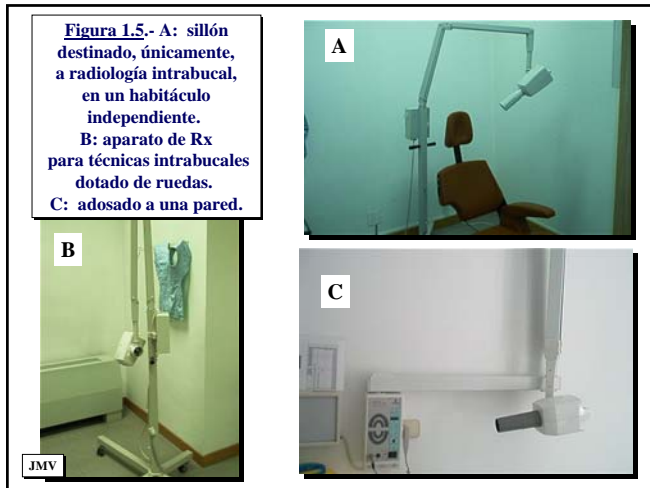 Figura 1.5.- A: sillón
destinado, únicamente,
a radiología intrabucal,
en un habitáculo
independiente.
B: aparato de Rx
para técnicas intrabucales
dotado de ruedas.
C: adosado a una pared.
A
B
C
JMV